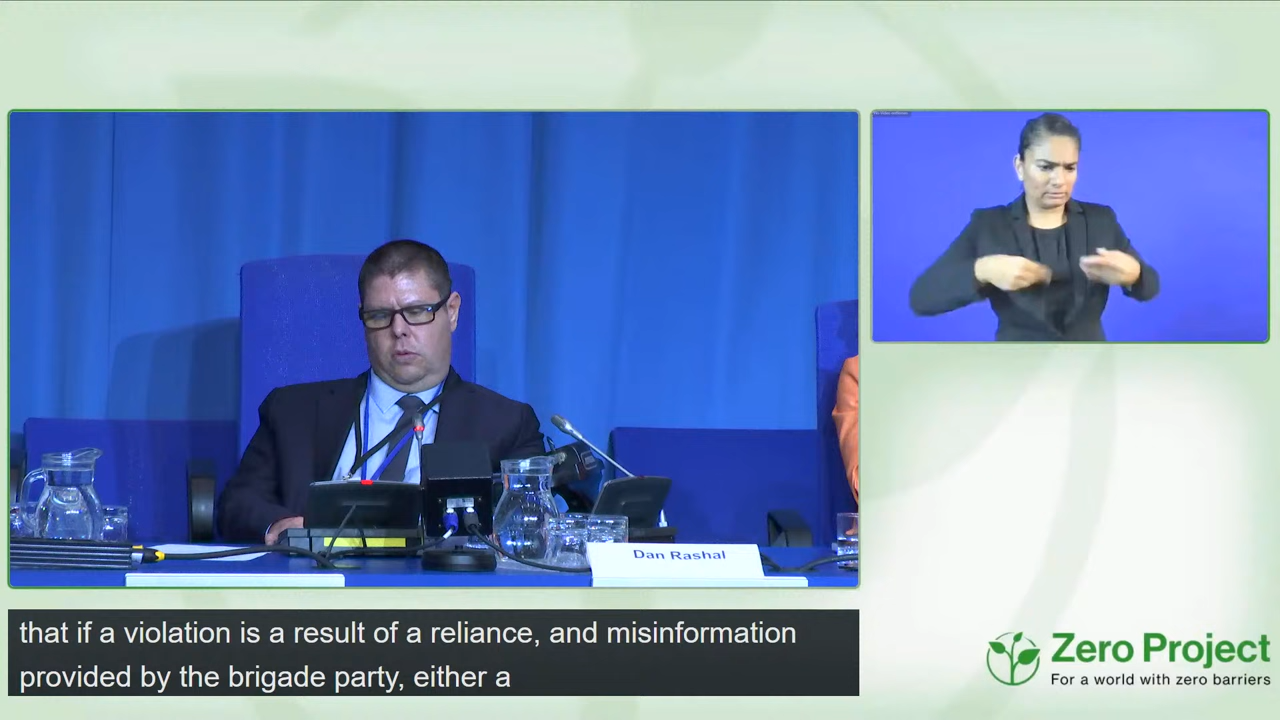 Dan Rashal
that if a violation is a result of a reliance, and misinformation
provided by the brigade party, either a
Zero Project
For a world with zero barriers